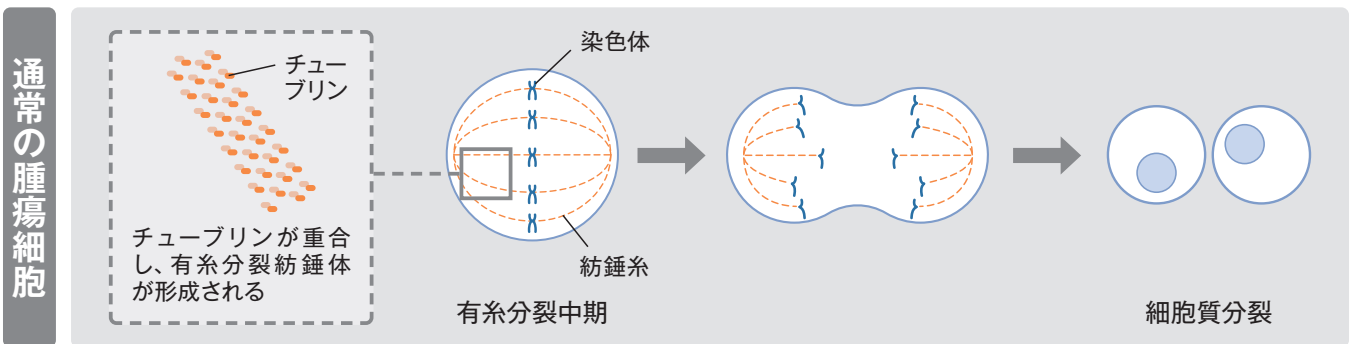 通常の腫瘍細胞
チュー
ブリン
チューブリンが重合
し、有糸分裂紡錘体
が形成される
染色体
紡錘糸
有糸分裂中期
細胞質分裂